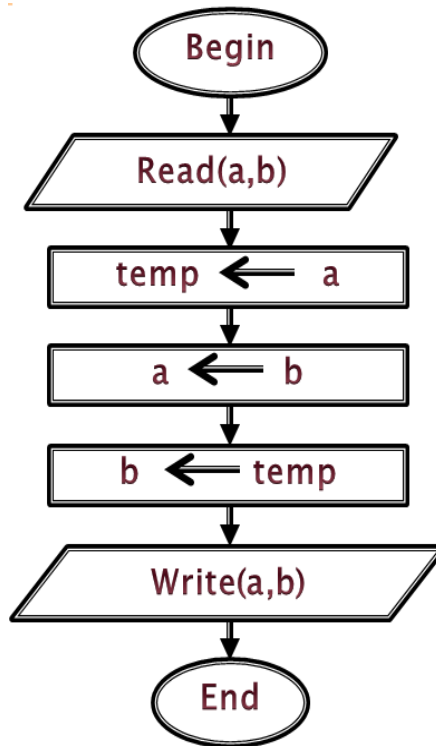 Begin
Read(a,b)
temp ← a
a ← b
b ← temp
Write(a,b)
End